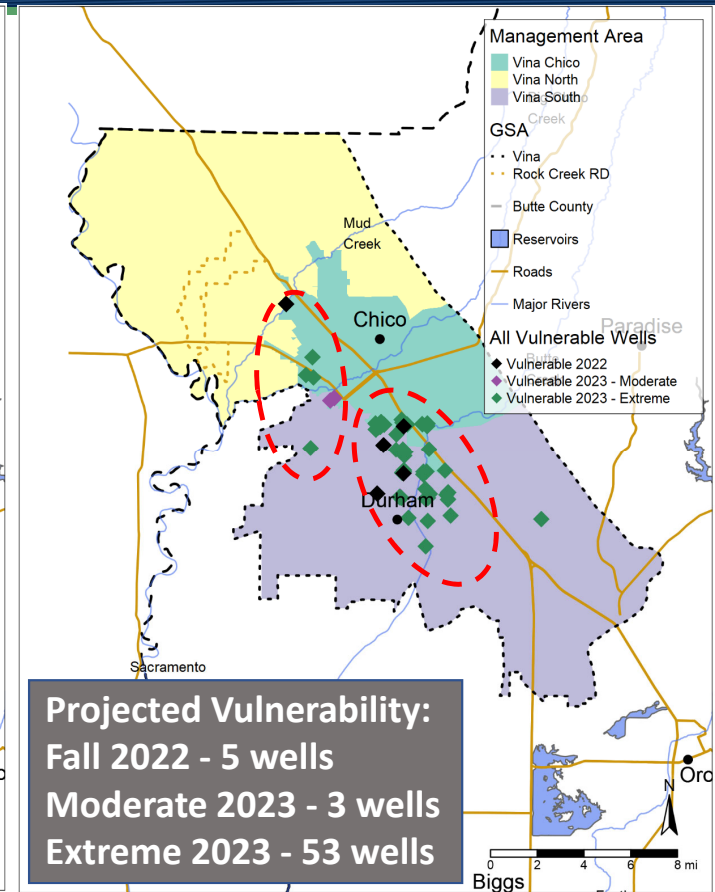 Management Area
Vina Chico
Vina North
Vina South
Creek
GSA
Vina
Rock Creek RD
Butte County
Reservoirs
Roads
Major Rivers
All Vulnerable Wells
Vulnerable 2022
Vulnerable 2023 - Moderate
Vulnerable 2023 - Extreme
Paradise
Butte
Mud
Creek
Chico
Durham
Sacramento
Projected Vulnerability:
Fall 2022 - 5 wells
Moderate 2023 - 3 wells
Extreme 2023 - 53 wells
Oro
N
0 2 4 6 8 mi
Biggs